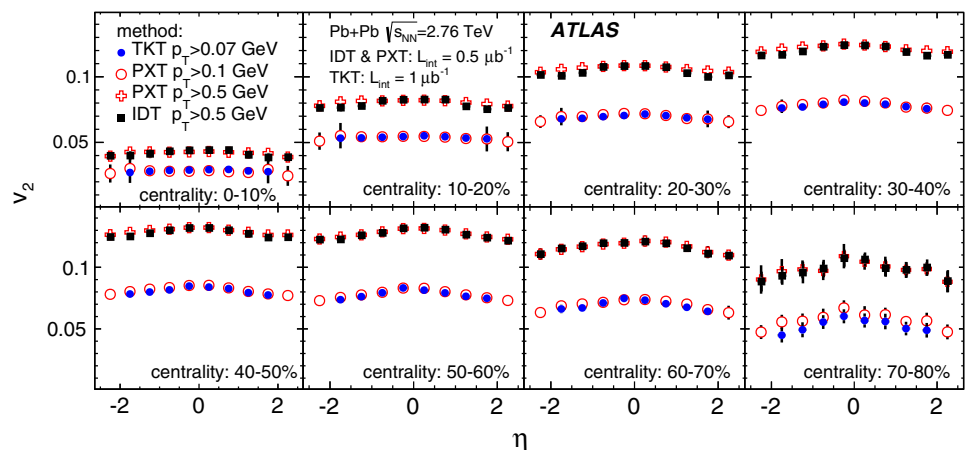 method:
TKT p_T>0.07 GeV
PXT p_T>0.1 GeV
PXT p_T>0.5 GeV
IDT p_T>0.5 GeV
Pb+Pb √s_NN=2.76 TeV
IDT & PXT: L_int = 0.5 μb⁻¹
TKT: L_int = 1 μb⁻¹
ATLAS
v_2
0.1
0.05
centrality: 0-10%
centrality: 10-20%
centrality: 20-30%
centrality: 30-40%
0.1
0.05
centrality: 40-50%
centrality: 50-60%
centrality: 60-70%
centrality: 70-80%
-2 0 2 -2 0 2 -2 0 2 -2 0 2
η η